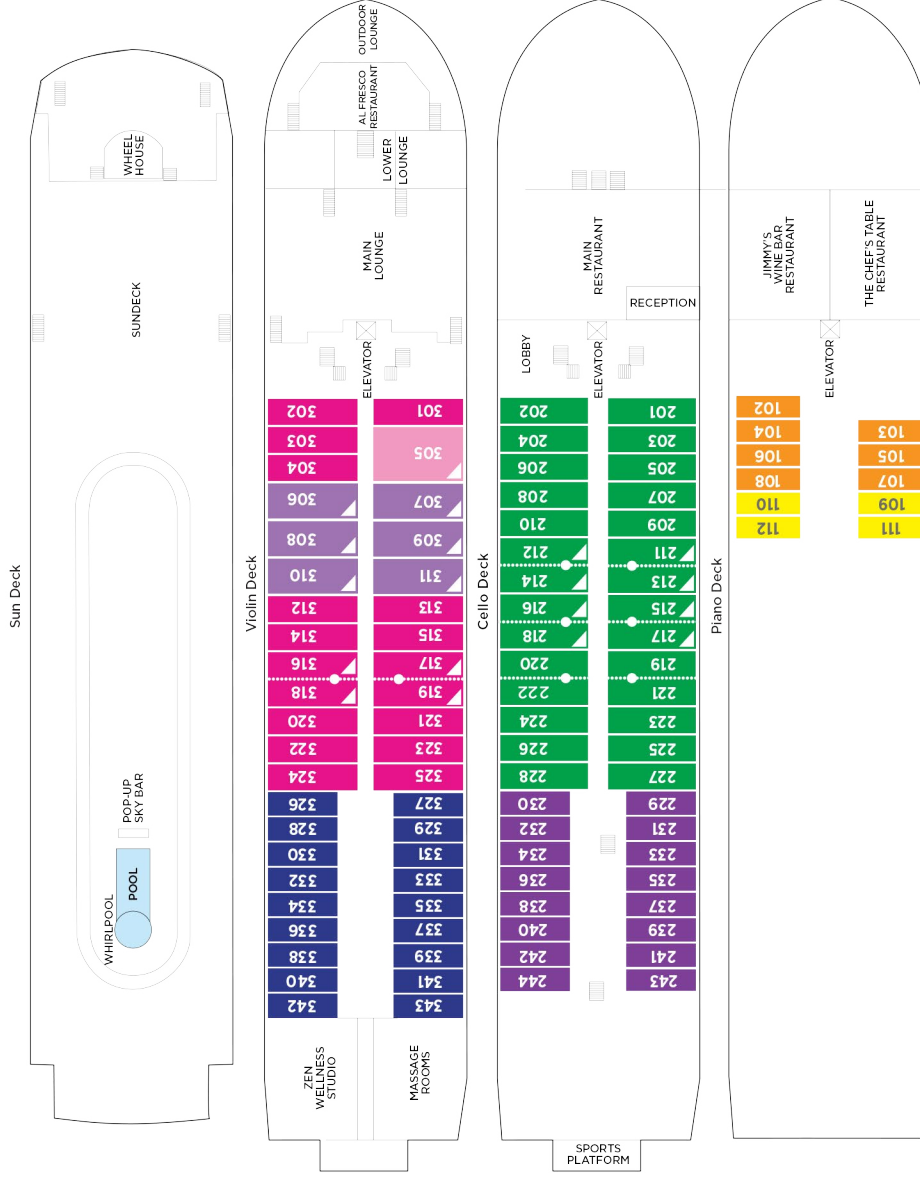 Sun Deck
WHEEL
HOUSE
SUNDECK
POP-UP
SKY BAR
POOL
WHIRLPOOL
Violin Deck
OUTDOOR
LOUNGE
AL FRESCO
RESTAURANT
LOWER
LOUNGE
MAIN
LOUNGE
ELEVATOR
302 301
303
304
305
306 307
308 309
310 311
312 313
314 315
316 317
318 319
320 321
322 323
324 325
326 327
328 329
330 331
332 333
334 335
336 337
338 339
340 341
342 343
ZEN
WELLNESS
STUDIO
MASSAGE
ROOMS
Cello Deck
MAIN
RESTAURANT
RECEPTION
LOBBY
ELEVATOR
202 201
204 203
206 205
208 207
210 209
212 211
214 213
216 215
218 217
220 219
222 221
224 223
226 225
228 227
230 229
232 231
234 233
236 235
238 237
240 239
242 241
244 243
SPORTS
PLATFORM
Piano Deck
JIMMY'S
WINE BAR
RESTAURANT
THE CHEF'S TABLE
RESTAURANT
ELEVATOR
102
104 103
106 105
108 107
110 109
112 111